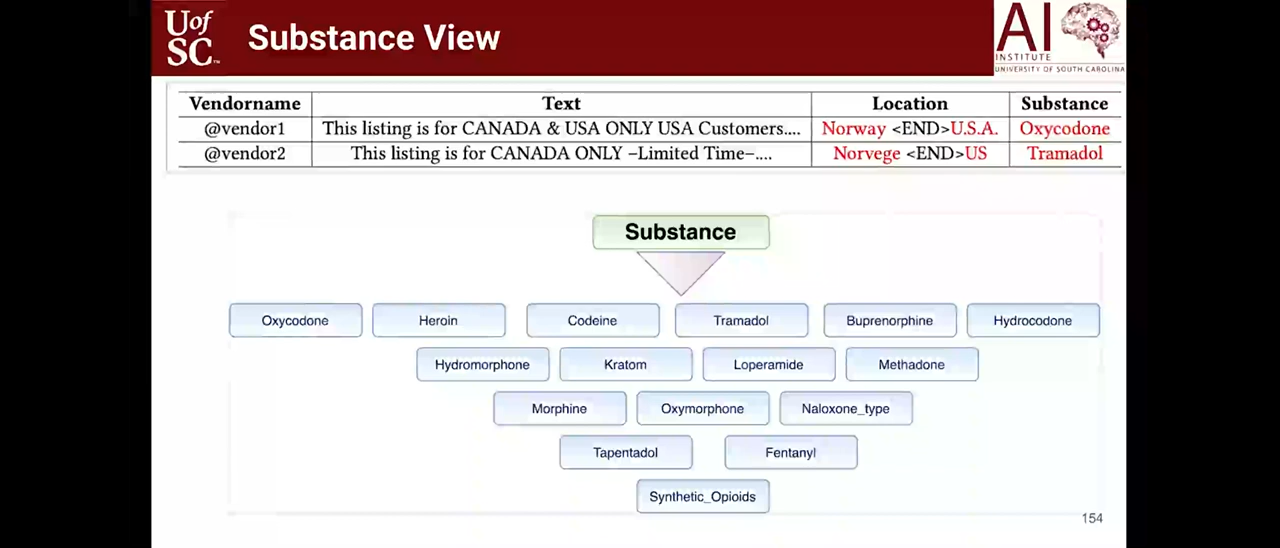 UofSC™
Substance View
AI INSTITUTE
UNIVERSITY OF SOUTH CAROLINA
Vendorname Text Location Substance
@vendor1 This listing is for CANADA & USA ONLY USA Customers.... Norway <END>U.S.A. Oxycodone
@vendor2 This listing is for CANADA ONLY –Limited Time–.... Norvege <END>US Tramadol
Substance
Oxycodone Heroin Codeine Tramadol Buprenorphine Hydrocodone
Hydromorphone Kratom Loperamide Methadone
Morphine Oxymorphone Naloxone_type
Tapentadol Fentanyl
Synthetic_Opioids
154